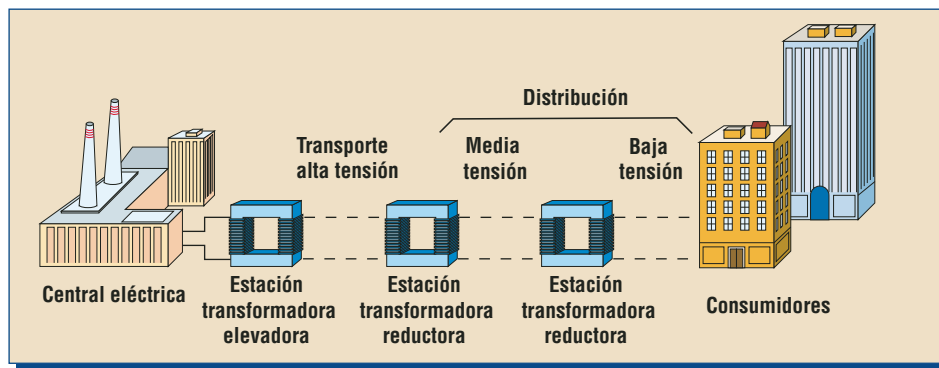 Distribución
Transporte
alta tensión
Media
tensión
Baja
tensión
Central eléctrica
Estación
transformadora
elevadora
Estación
transformadora
reductora
Estación
transformadora
reductora
Consumidores